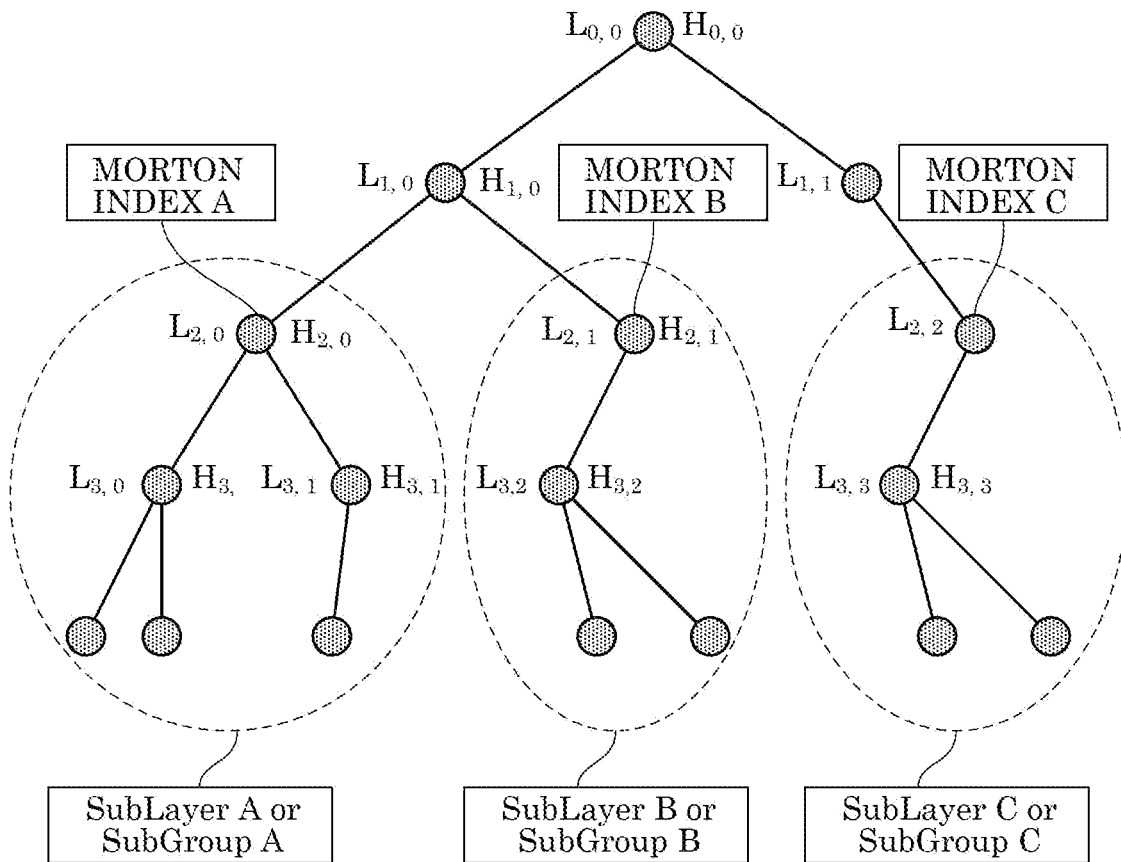 L0, 0 H0, 0
MORTON
INDEX A
L1, 0 H1, 0
MORTON
INDEX B
L1, 1
MORTON
INDEX C
L2, 0 H2, 0
L2, 1 H2, 1
L2, 2
L3, 0 H3,
L3, 1 H3, 1
L3,2 H3,2
L3, 3 H3, 3
SubLayer A or
SubGroup A
SubLayer B or
SubGroup B
SubLayer C or
SubGroup C